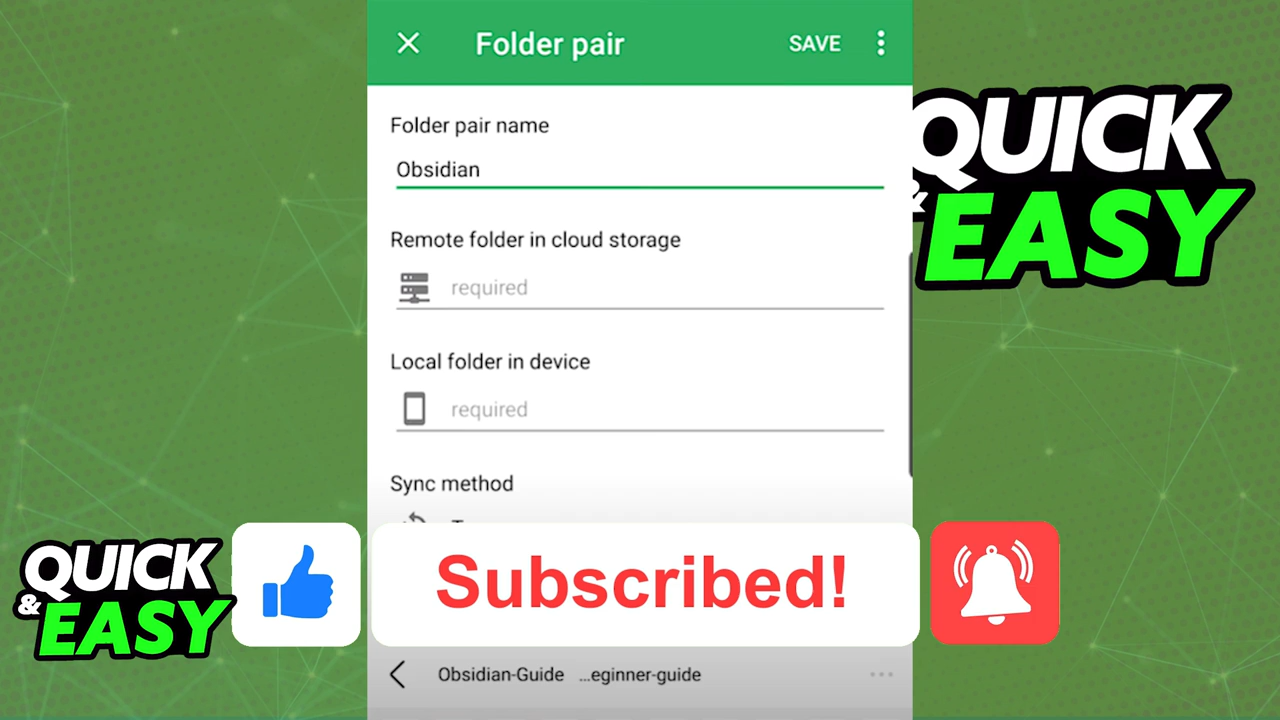 Folder pair
SAVE
QUICK
& EASY
Folder pair name
Obsidian
Remote folder in cloud storage
required
Local folder in device
required
Sync method
QUICK
& EASY
Subscribed!
Obsidian-Guide ...eginner-guide